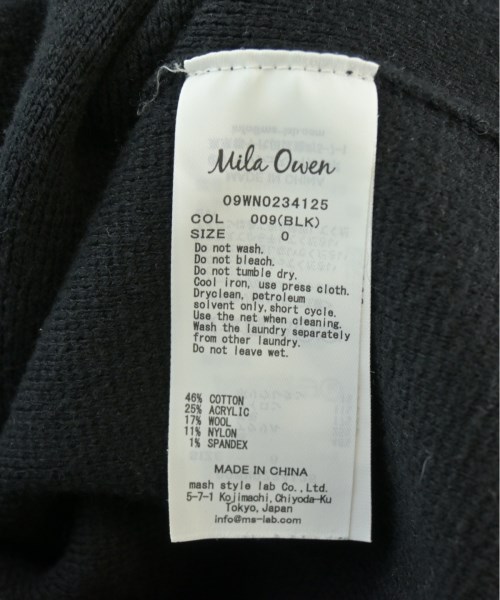 Mila Owen
09WN0234125
COL 009(BLK)
SIZE 0
Do not wash.
Do not bleach.
Do not tumble dry.
Cool iron, use press cloth.
Dryclean, petroleum
solvent only, short cycle.
Use the net when cleaning.
Wash the laundry separately
from other laundry.
Do not leave wet.
46% COTTON
25% ACRYLIC
17% WOOL
11% NYLON
1% SPANDEX
MADE IN CHINA
mash style lab Co., Ltd.
5-7-1 Kojimachi, Chiyoda-Ku
Tokyo, Japan
info@ms-lab.com